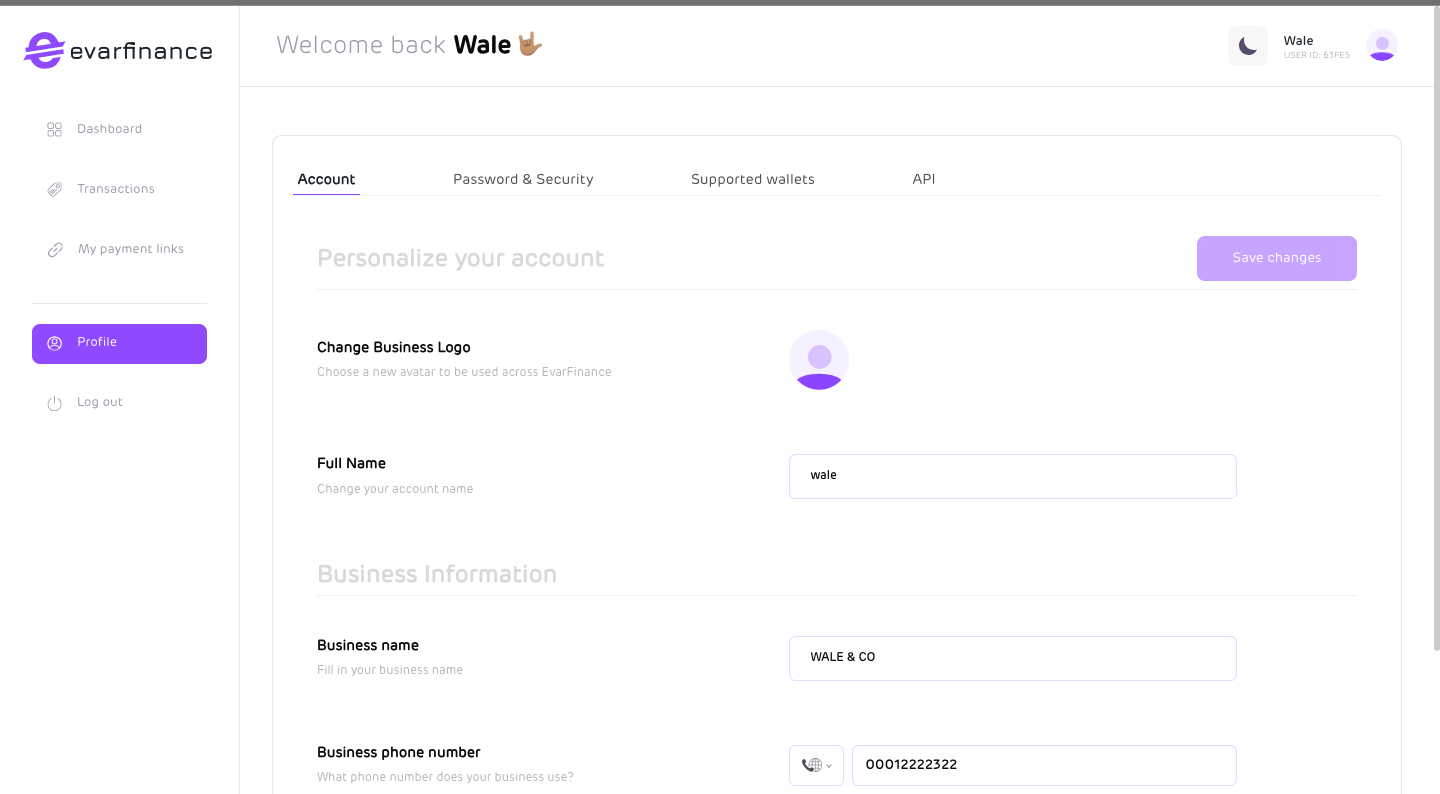 evarfinance
Welcome back Wale
Wale
USER ID: 63FE5
Dashboard
Transactions
My payment links
Profile
Log out
Account
Password & Security
Supported wallets
API
Personalize your account
Save changes
Change Business Logo
Choose a new avatar to be used across EvarFinance
Full Name
Change your account name
wale
Business Information
Business name
Fill in your business name
WALE & CO
Business phone number
What phone number does your business use?
00012222322